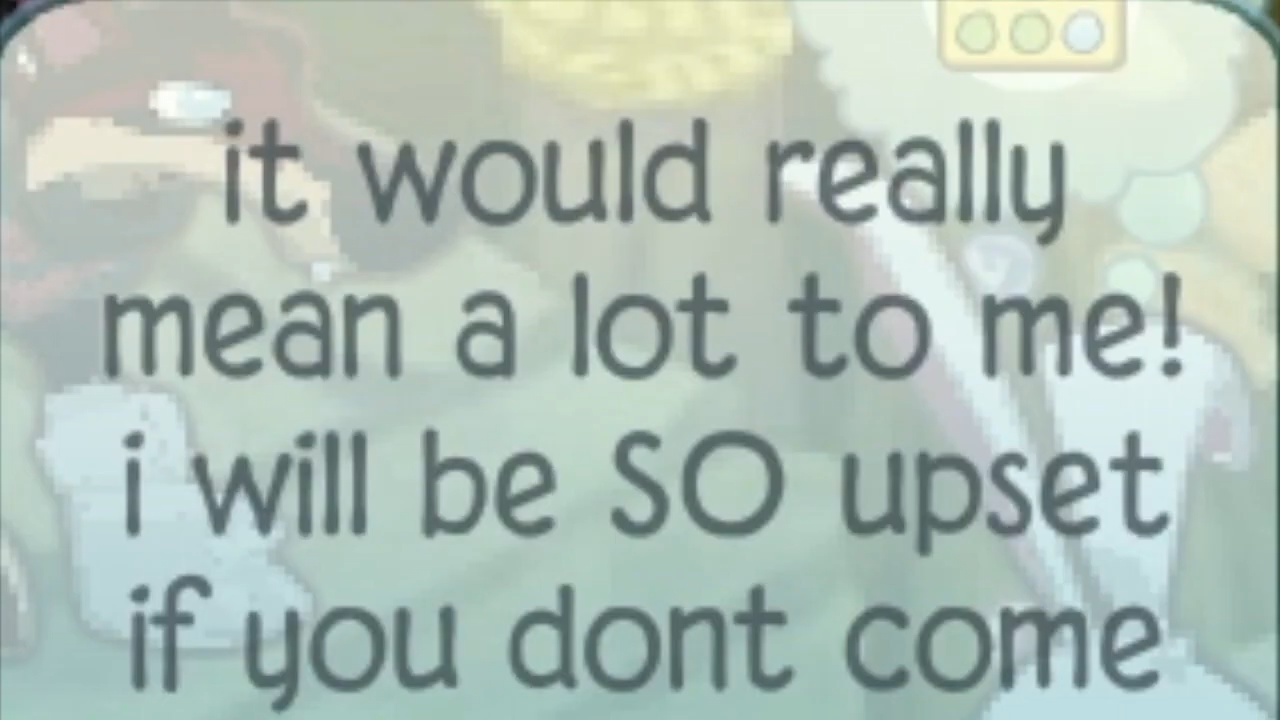 it would really
mean a lot to me!
i will be SO upset
if you dont come